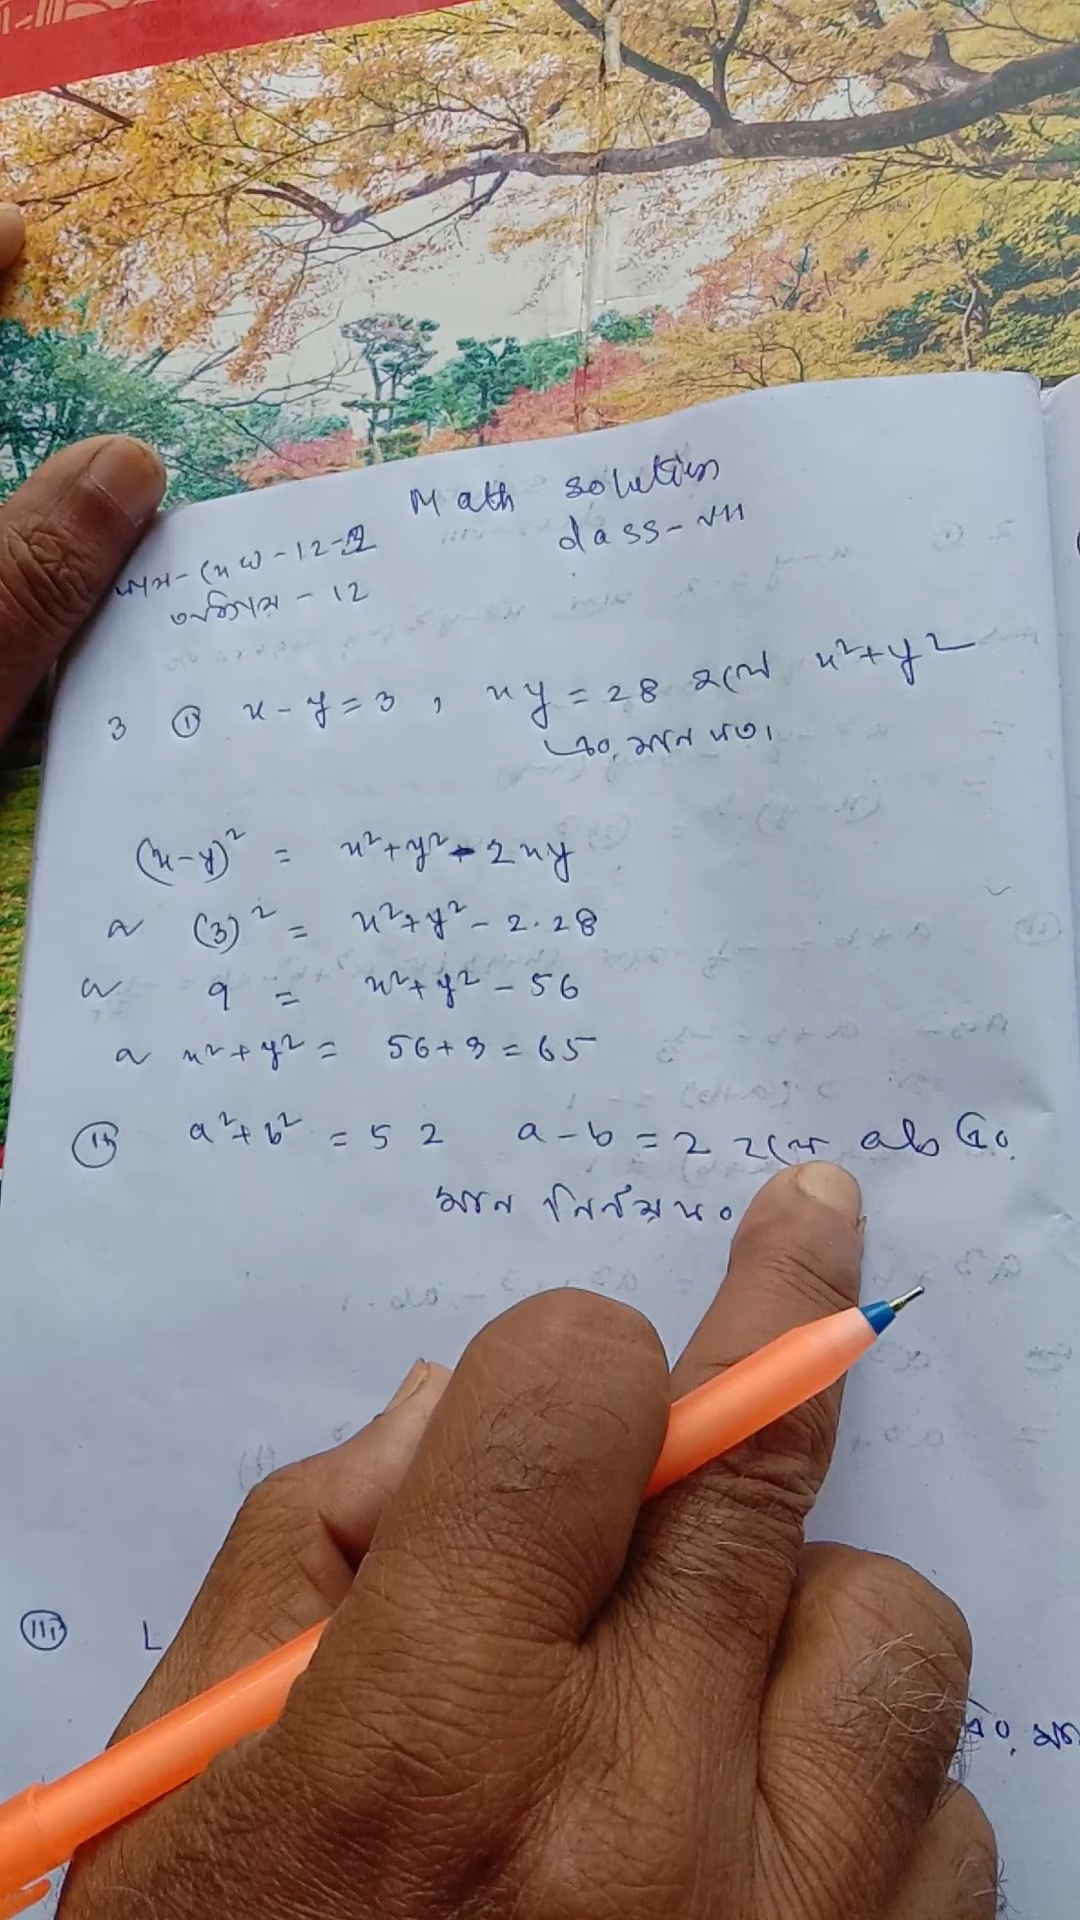 Math solution
class - VII
- 12 - 2
অধ্যায় - 12
3 (i) x - y = 3 , xy = 28 হলে x² + y²
এর মান কত।
(x-y)² = x² + y² - 2xy
বা (3)² = x² + y² - 2.28
বা 9 = x² + y² - 56
বা x² + y² = 56 + 9 = 65
(ii) a² + b² = 52 a - b = 2 হলে ab এর
মান নির্ণয় কর
(iii) L
এর মান